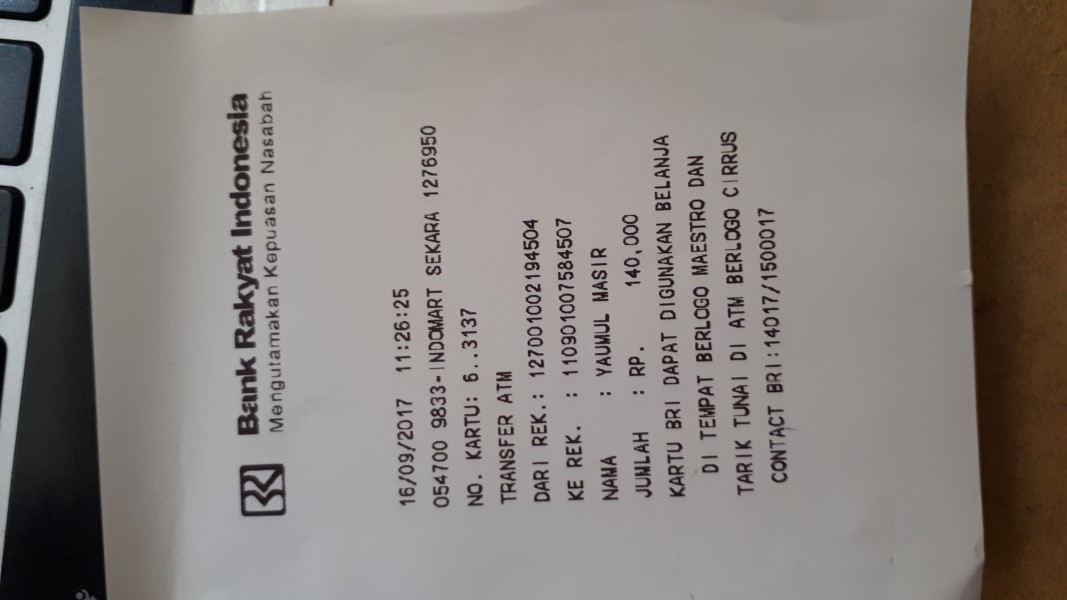 BRI Bank Rakyat Indonesia
Mengutamakan Kepuasan Nasabah
16/09/2017 11:26:25
054700 9833-INDOMART SEKARA 1276950
NO. KARTU: 6..3137
TRANSFER ATM
DARI REK.: 127001002194504
KE REK. : 110901007584507
NAMA : YAUMUL MASIR
JUMLAH : RP. 140,000
KARTU BRI DAPAT DIGUNAKAN BELANJA
DI TEMPAT BERLOGO MAESTRO DAN
TARIK TUNAI DI ATM BERLOGO CIRRUS
CONTACT BRI:14017/1500017